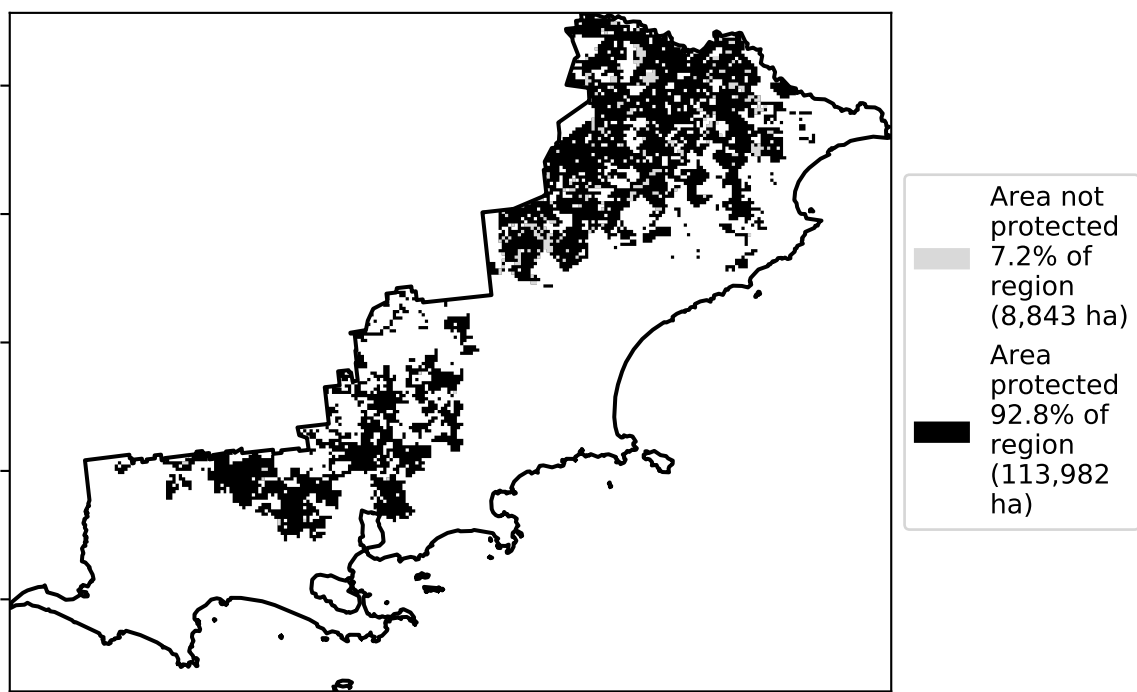 Area not
protected
7.2% of
region
(8,843 ha)
Area
protected
92.8% of
region
(113,982
ha)